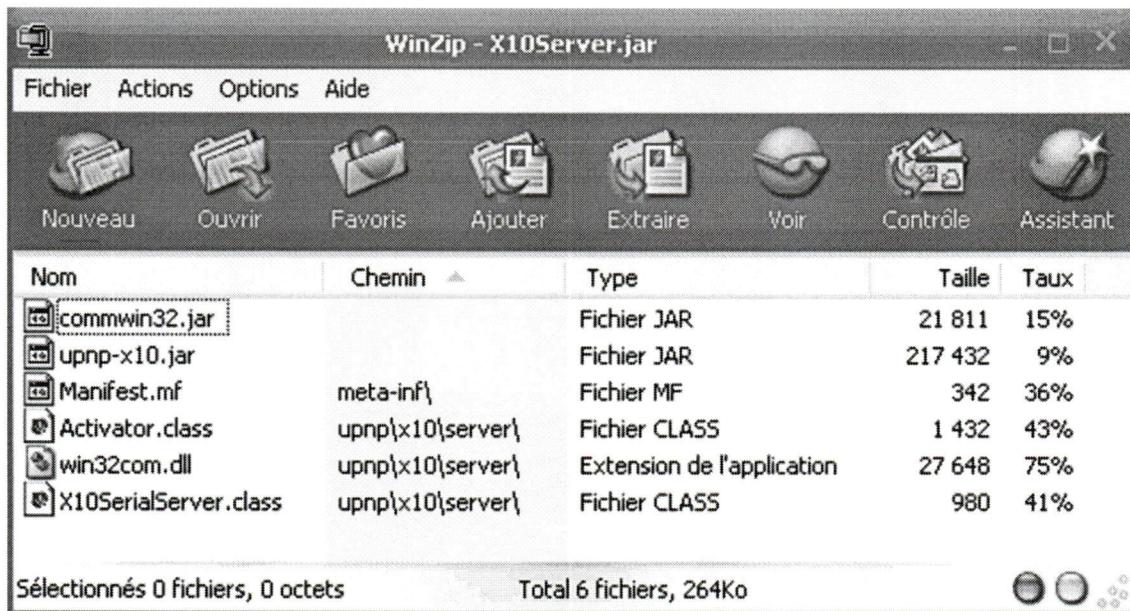 WinZip - X10Server.jar
Fichier Actions Options Aide
Nouveau Ouvrir Favoris Ajouter Extraire Voir Contrôle Assistant
Nom Chemin Type Taille Taux
commwin32.jar Fichier JAR 21 811 15%
upnp-x10.jar Fichier JAR 217 432 9%
Manifest.mf meta-inf\ Fichier MF 342 36%
Activator.class upnp\x10\server\ Fichier CLASS 1 432 43%
win32com.dll upnp\x10\server\ Extension de l'application 27 648 75%
X10SerialServer.class upnp\x10\server\ Fichier CLASS 980 41%
Sélectionnés 0 fichiers, 0 octets Total 6 fichiers, 264Ko